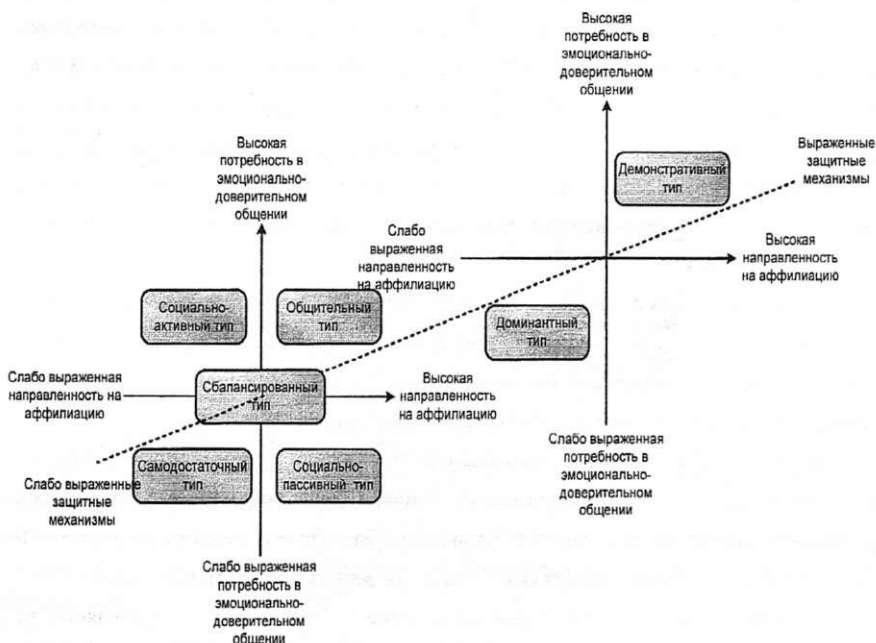 Высокая
потребность в
эмоционально-
доверительном
общении
Выраженные
защитные
механизмы
Демонстративный
тип
Высокая
потребность в
эмоционально-
доверительном
общении
Слабо
выраженная
направленность
на аффилиацию
Высокая
направленность
на аффилиацию
Социально-
активный тип
Общительный
тип
Доминантный
тип
Слабо выраженная
направленность на
аффилиацию
Сбалансированный
тип
Высокая
направленность
на аффилиацию
Слабо выраженная
потребность в
эмоционально-
доверительном
общении
Самодостаточный
тип
Социально-
пассивный тип
Слабо выраженные
защитные
механизмы
Слабо выраженная
потребность в
эмоционально-
доверительном
общении